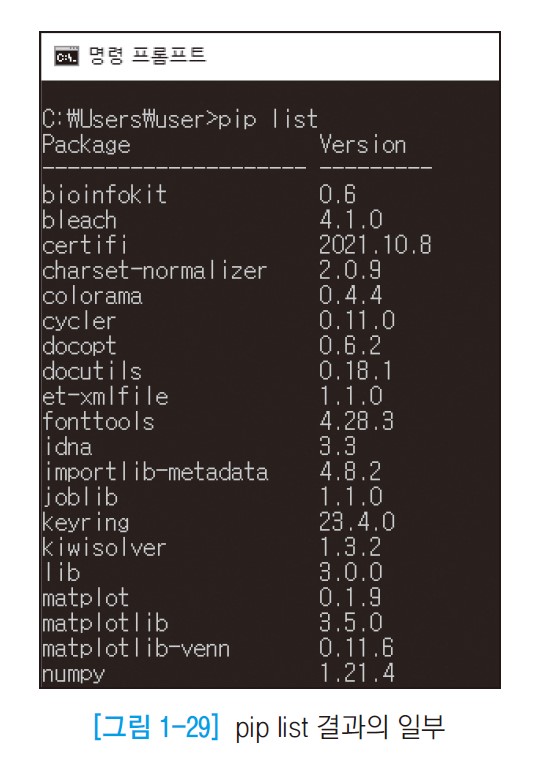 명령 프롬프트
C:₩Users₩user>pip list
Package Version
--------------------- ---------
bioinfokit 0.6
bleach 4.1.0
certifi 2021.10.8
charset-normalizer 2.0.9
colorama 0.4.4
cycler 0.11.0
docopt 0.6.2
docutils 0.18.1
et-xmlfile 1.1.0
fonttools 4.28.3
idna 3.3
importlib-metadata 4.8.2
joblib 1.1.0
keyring 23.4.0
kiwisolver 1.3.2
lib 3.0.0
matplot 0.1.9
matplotlib 3.5.0
matplotlib-venn 0.11.6
numpy 1.21.4
[그림 1-29] pip list 결과의 일부